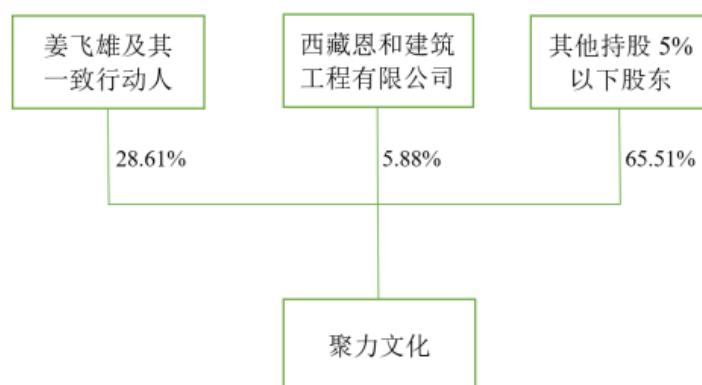 姜飞雄及其
一致行动人
西藏恩和建筑
工程有限公司
其他持股 5%
以下股东
28.61%
5.88%
65.51%
聚力文化